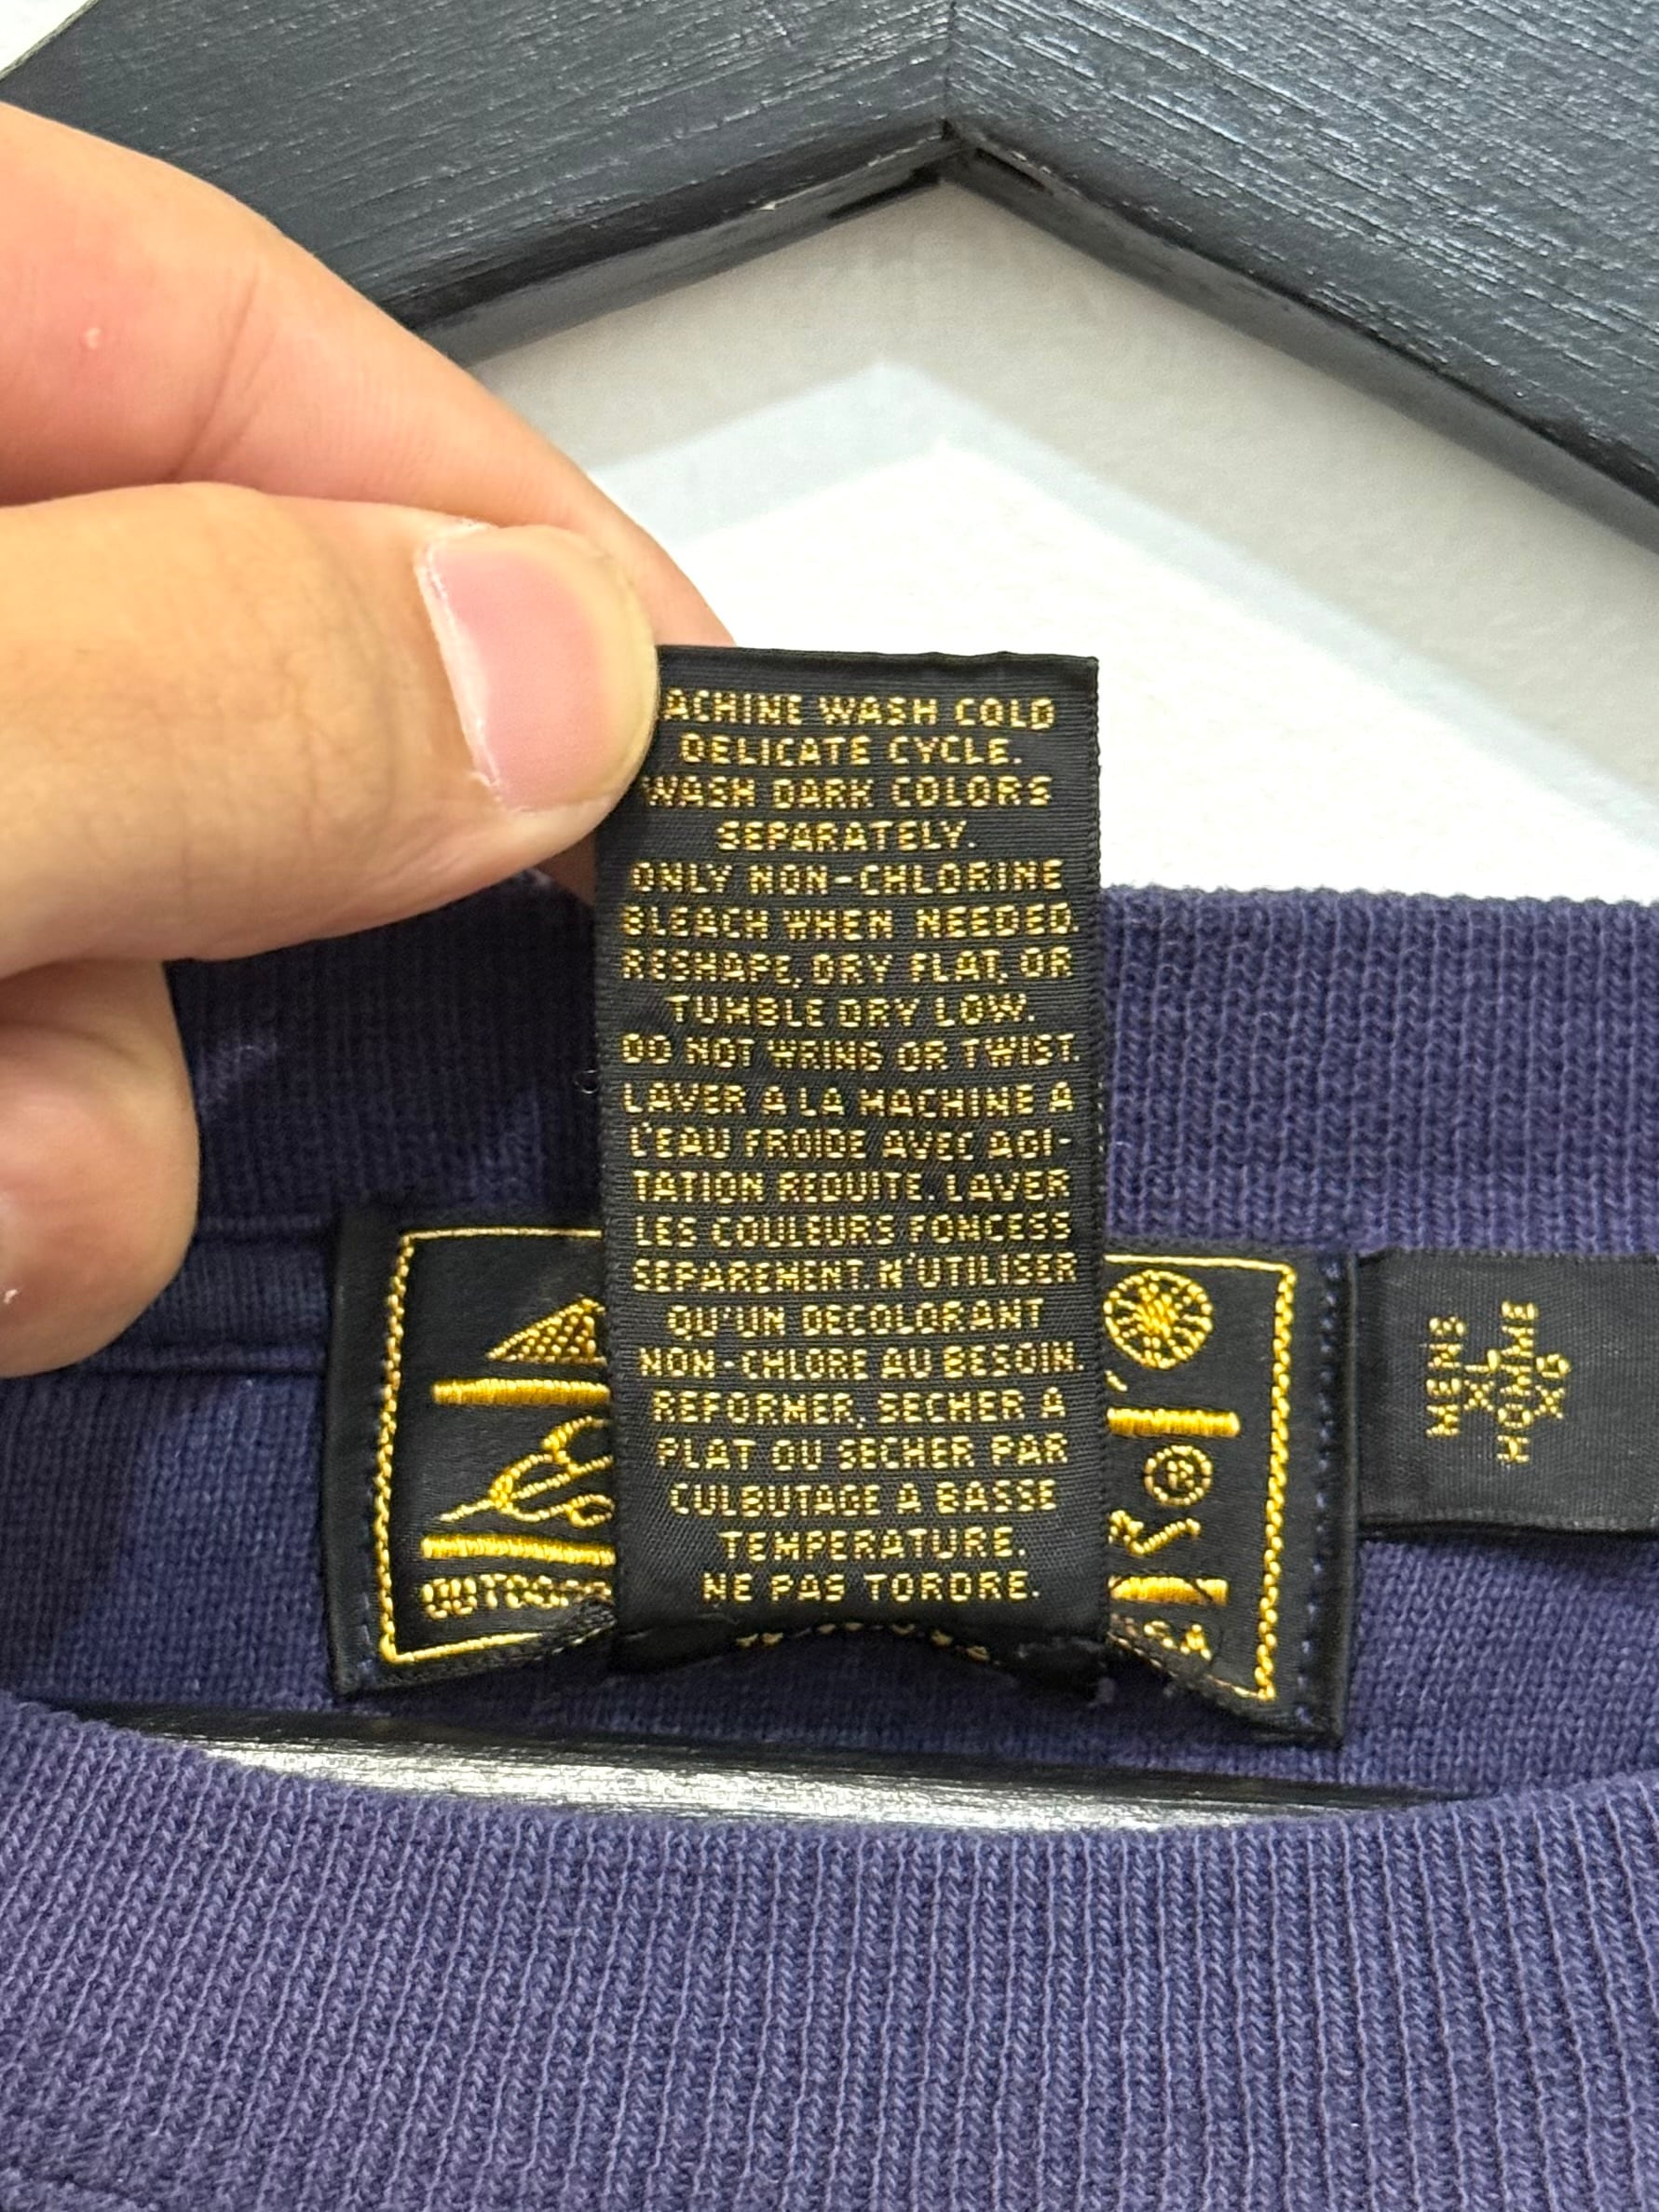 ACHINE WASH COLD
DELICATE CYCLE.
WASH DARK COLORS
SEPARATELY.
ONLY NON-CHLORINE
BLEACH WHEN NEEDED.
RESHAPE, DRY FLAT, OR
TUMBLE DRY LOW.
DO NOT WRING OR TWIST.
LAVER A LA MACHINE A
L'EAU FROIDE AVEC AGI-
TATION REDUITE. LAVER
LES COULEURS FONCESS
SEPAREMENT. N'UTILISER
QU'UN DECOLORANT
NON-CHLORE AU BESOIN.
REFORMER, SECHER A
PLAT OU SECHER PAR
CULBUTAGE A BASSE
TEMPERATURE.
NE PAS TORDRE.
®
OUTDOOR
MENS
XL
HOMME
XG